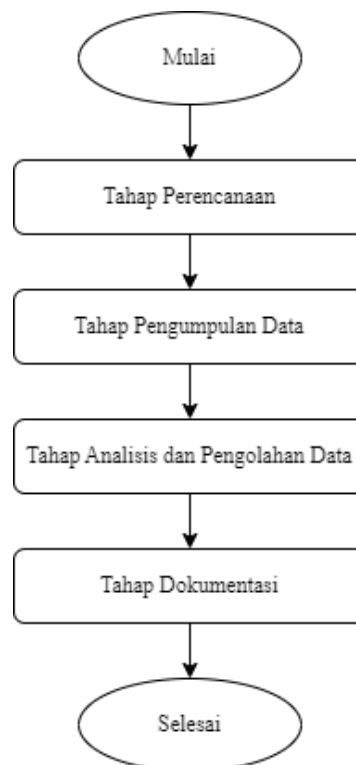 Mulai
Tahap Perencanaan
Tahap Pengumpulan Data
Tahap Analisis dan Pengolahan Data
Tahap Dokumentasi
Selesai